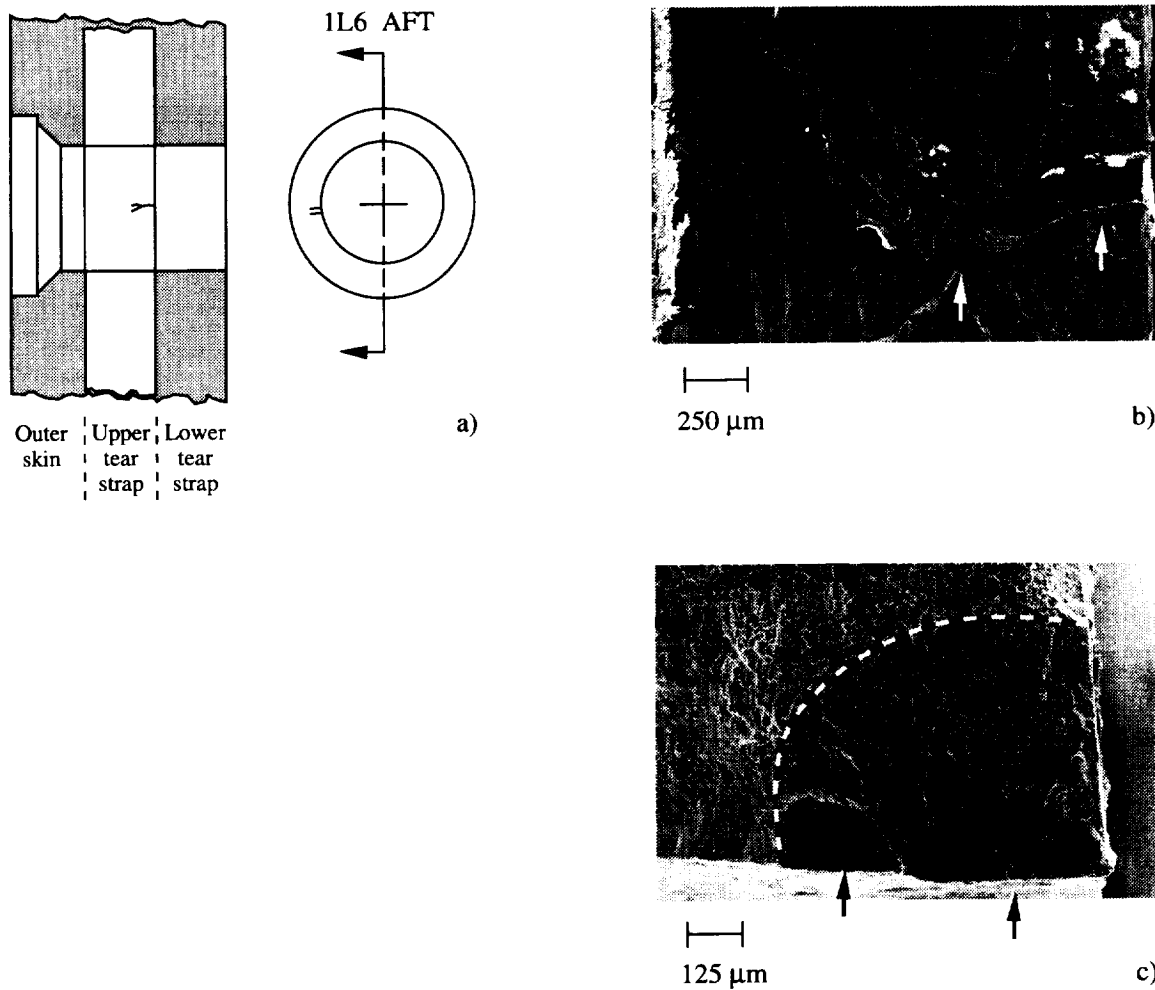 1L6 AFT
Outer skin
Upper tear strap
Lower tear strap
a)
250 μm
b)
125 μm
c)